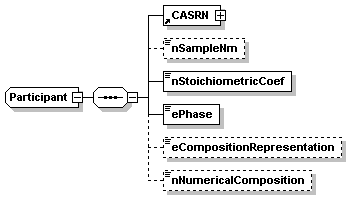 CASRN
nSampleNm
nStoichiometricCoef
Participant
ePhase
eCompositionRepresentation
nNumericalComposition